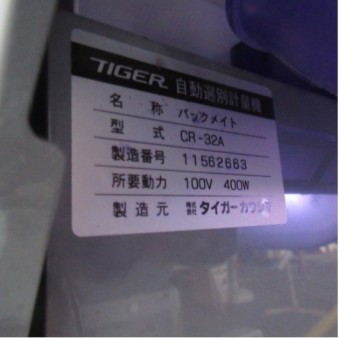 TIGER 自動選別計量機
名称 パックメイト
型式 CR-32A
製造番号 11562663
所要動力 100V 400W
製造元 株式会社 タイガーカワシマ